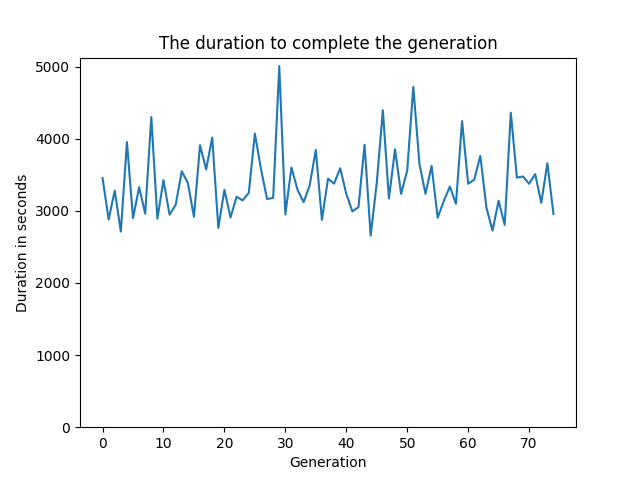 The duration to complete the generation
5000
4000
3000
2000
1000
0
Duration in seconds
0 10 20 30 40 50 60 70
Generation